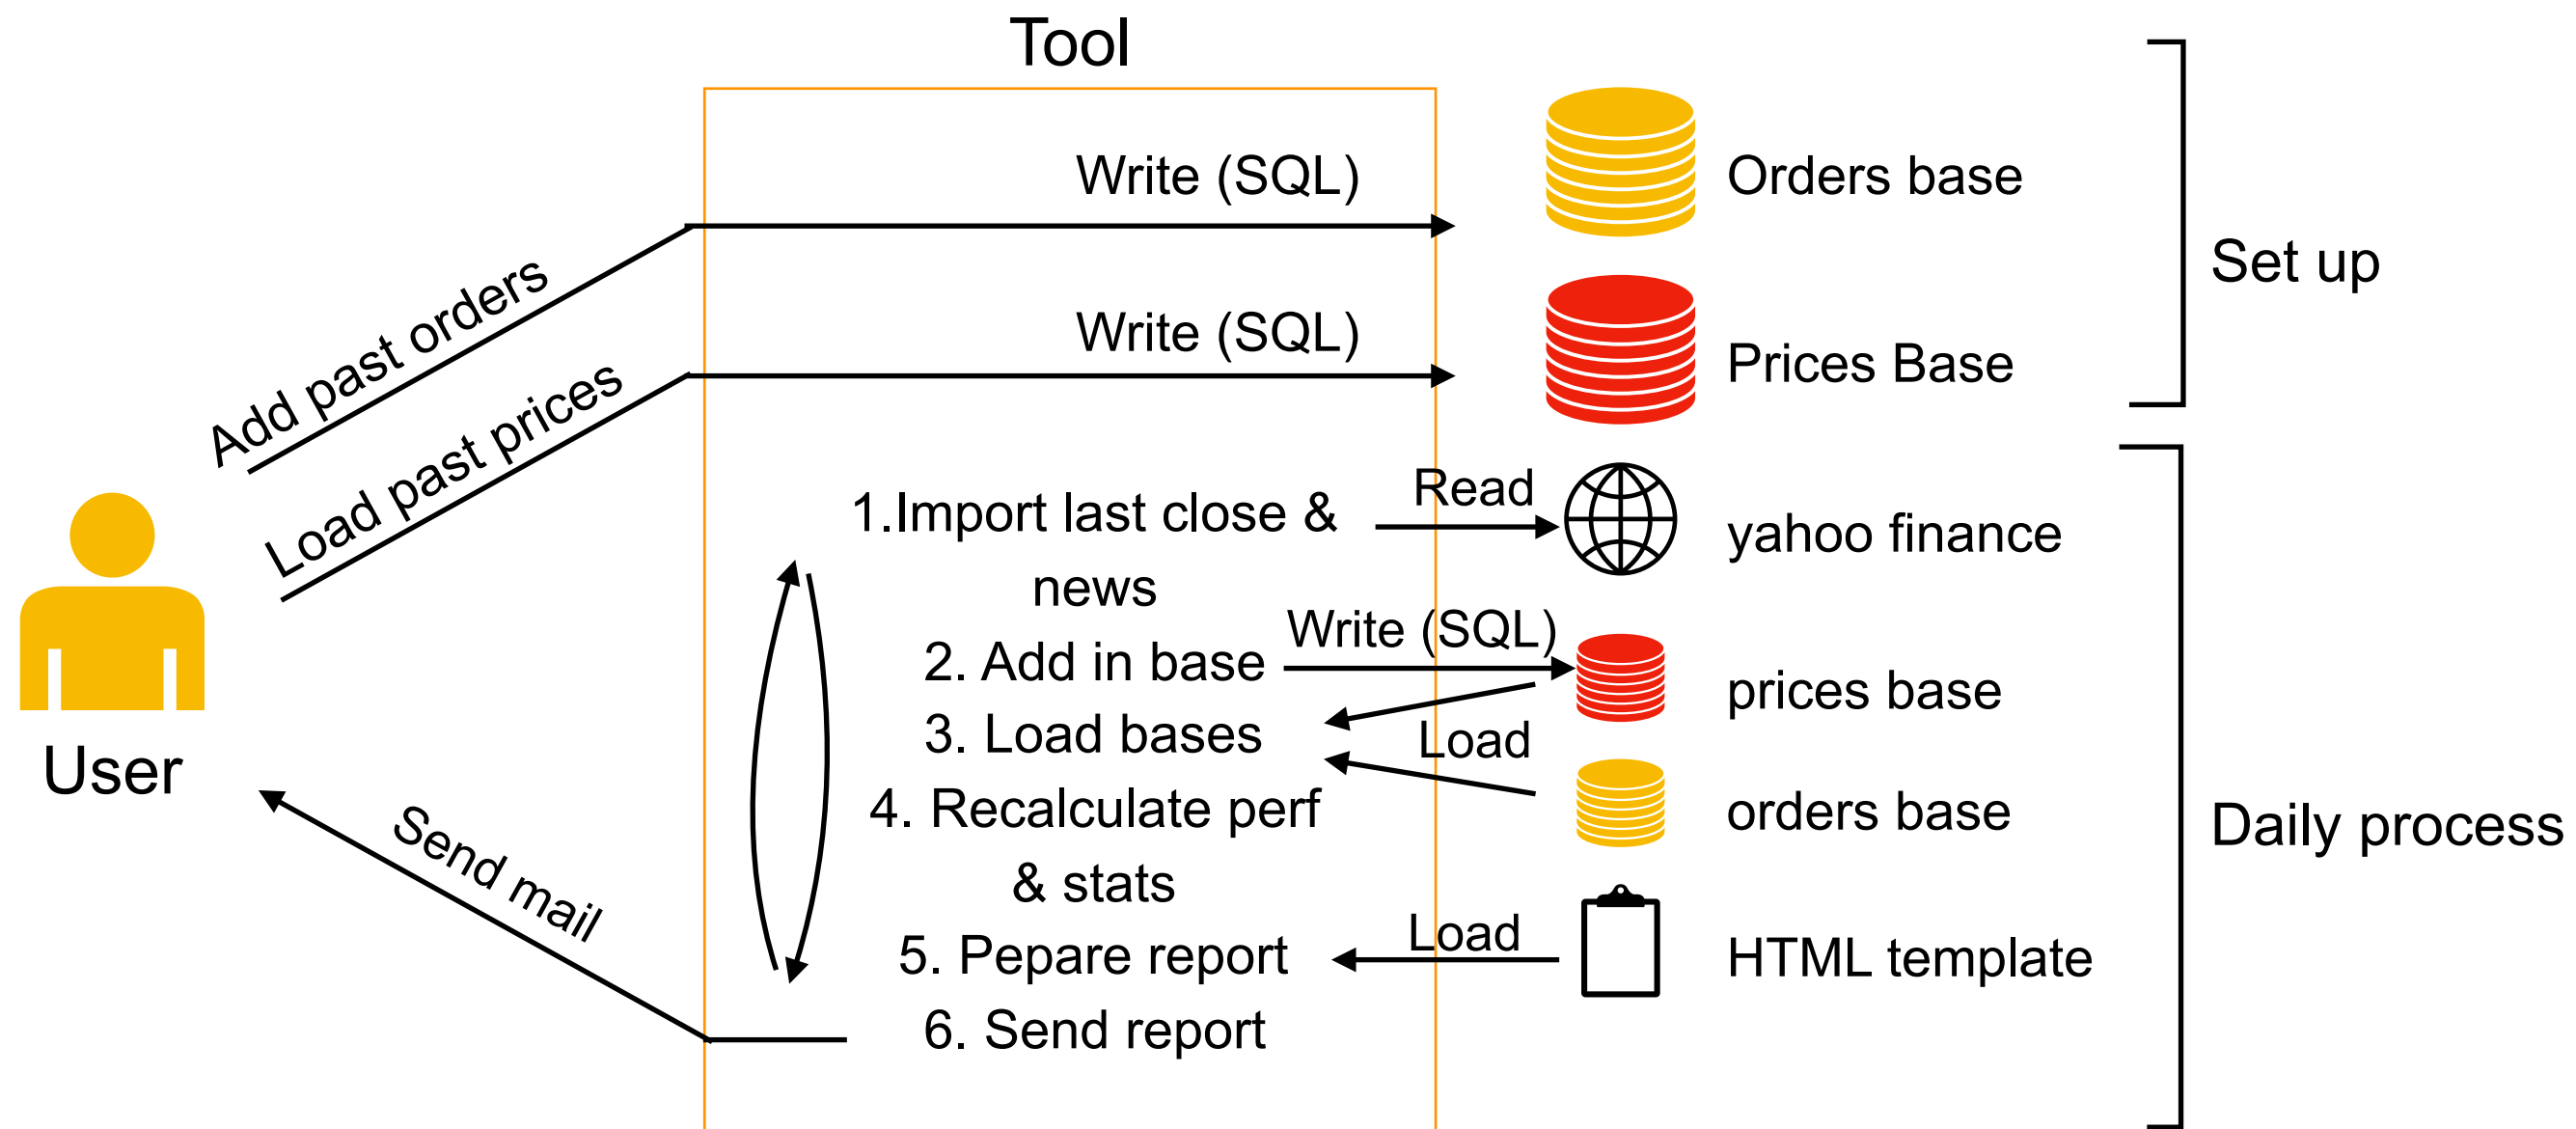 Tool
Write (SQL)
Orders base
Set up
Add past orders
Write (SQL)
Prices Base
Load past prices
1.Import last close &
news
Read
yahoo finance
Write (SQL)
2. Add in base
prices base
3. Load bases
Load
User
4. Recalculate perf
& stats
orders base
Daily process
Send mail
5. Pepare report
Load
HTML template
6. Send report